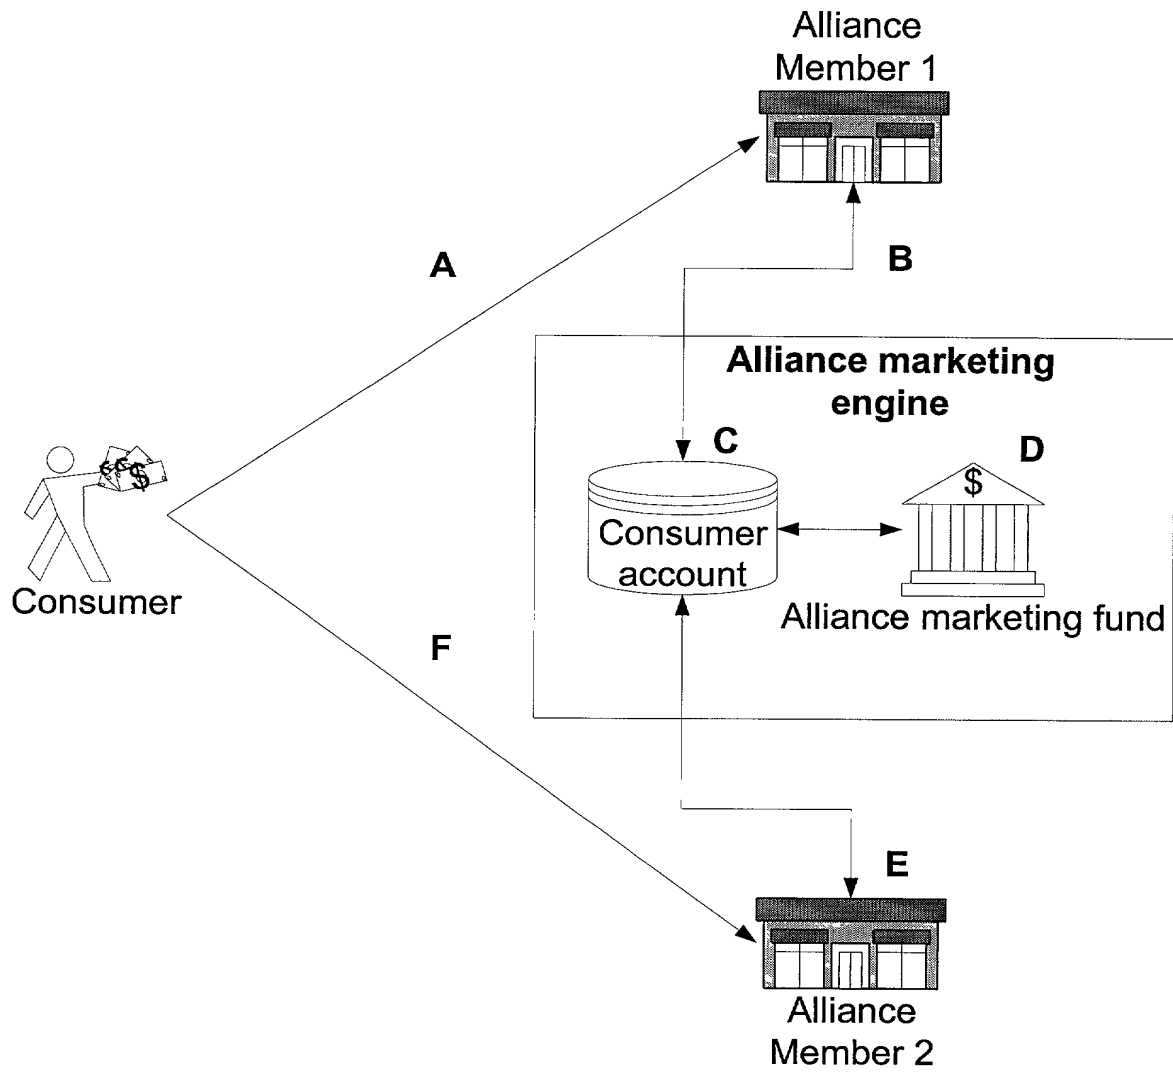 Alliance
Member 1
A
B
Alliance marketing
engine
C
D
$
$
Consumer
account
Consumer
Alliance marketing fund
F
E
Alliance
Member 2